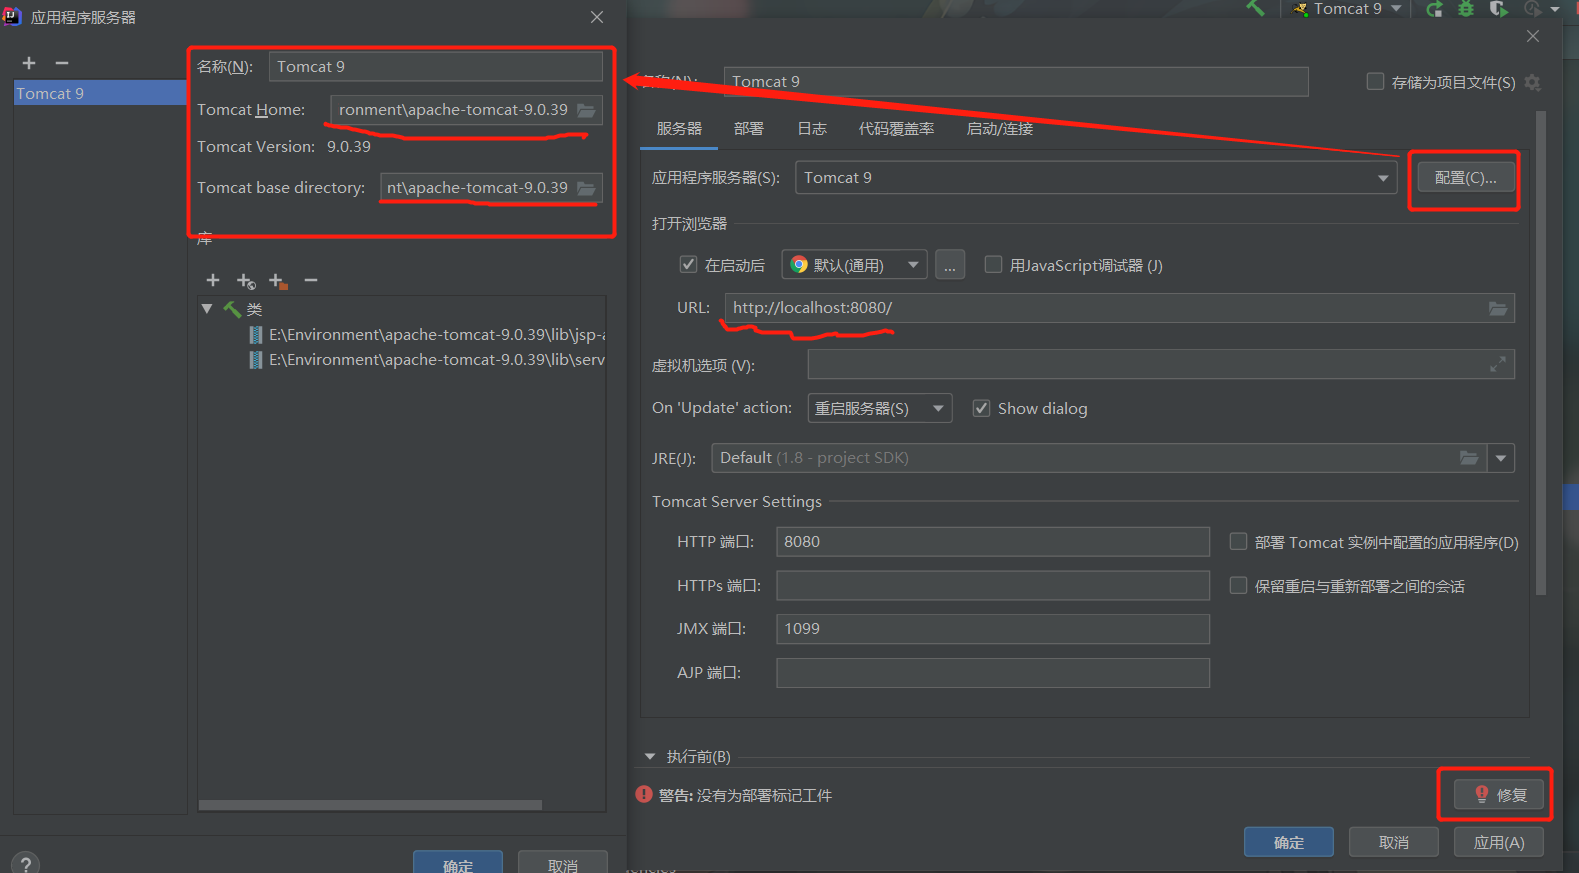 应用程序服务器
Tomcat 9
名称(N): Tomcat 9
Tomcat Home: ronment\apache-tomcat-9.0.39
Tomcat Version: 9.0.39
Tomcat base directory: nt\apache-tomcat-9.0.39
库
类
E:\Environment\apache-tomcat-9.0.39\lib\jsp-a
E:\Environment\apache-tomcat-9.0.39\lib\serv
?
确定
取消
Tomcat 9
名称(N): Tomcat 9
存储为项目文件(S)
服务器 部署 日志 代码覆盖率 启动/连接
应用程序服务器(S): Tomcat 9
配置(C)...
打开浏览器
在启动后 默认(通用) ... 用JavaScript调试器 (J)
URL: http://localhost:8080/
虚拟机选项 (V):
On 'Update' action: 重启服务器(S) Show dialog
JRE(J): Default (1.8 - project SDK)
Tomcat Server Settings
HTTP 端口: 8080 部署 Tomcat 实例中配置的应用程序(D)
HTTPs 端口: 保留重启与重新部署之间的会话
JMX 端口: 1099
AJP 端口:
执行前(B)
警告: 没有为部署标记工件
修复
确定 取消 应用(A)